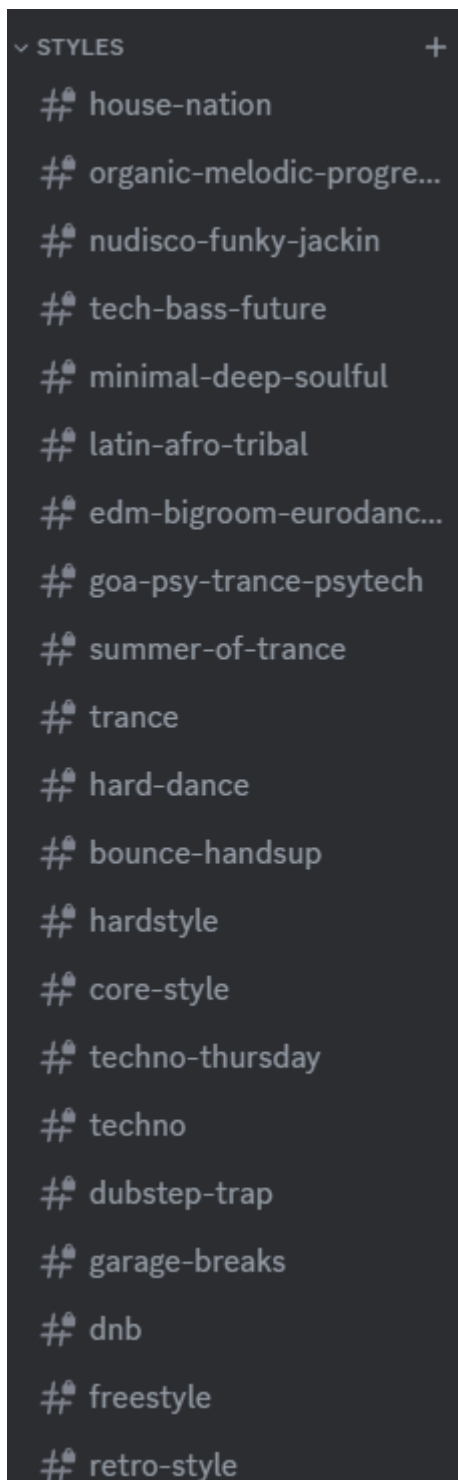 STYLES
house-nation
organic-melodic-progre...
nudisco-funky-jackin
tech-bass-future
minimal-deep-soulful
latin-afro-tribal
edm-bigroom-eurodanc...
goa-psy-trance-psytech
summer-of-trance
trance
hard-dance
bounce-handsup
hardstyle
core-style
techno-thursday
techno
dubstep-trap
garage-breaks
dnb
freestyle
retro-style